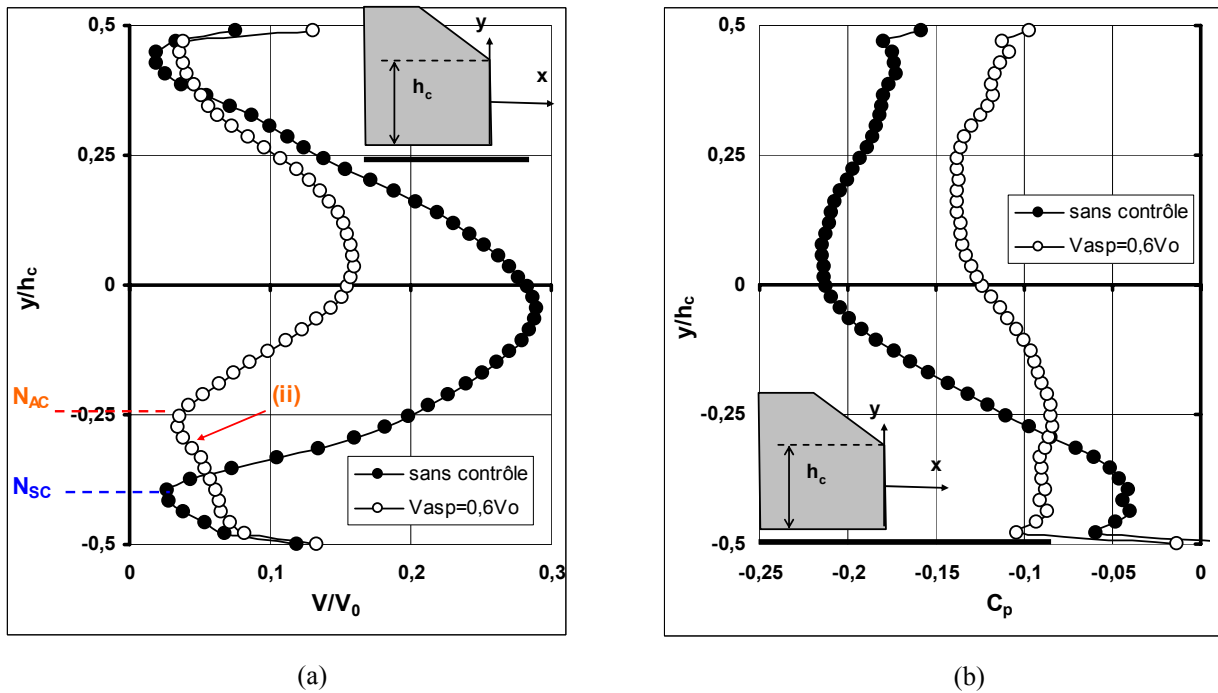 0,5
0,25
0
-0,25
-0,5
y/h_c
N_AC
N_SC
(ii)
y
x
h_c
sans contrôle
Vasp=0,6Vo
0
0,1
0,2
0,3
V/V_0
(a)
0,5
0,25
0
-0,25
-0,5
y/h_c
sans contrôle
Vasp=0,6Vo
y
x
h_c
-0,25
-0,2
-0,15
-0,1
-0,05
0
C_p
(b)